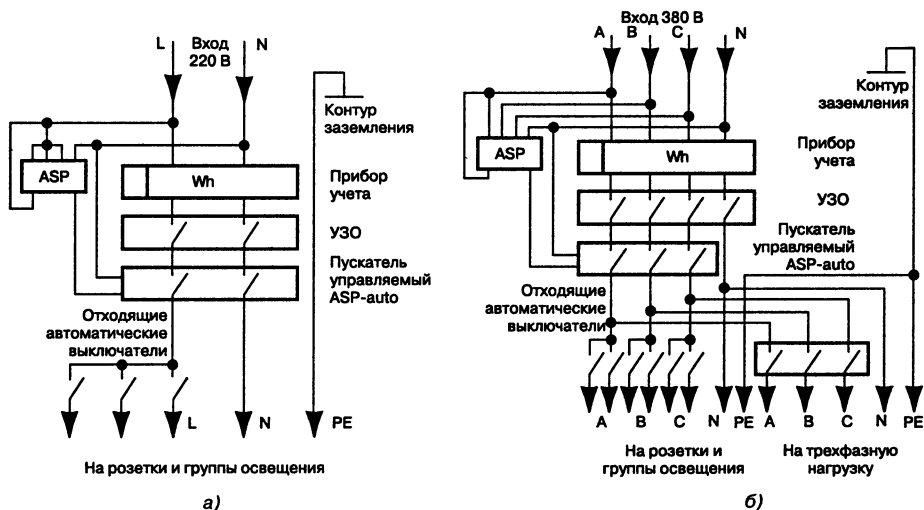 L
Вход
220 В
N
Контур
заземления
ASP
Wh
Прибор
учета
УЗО
Пускатель
управляемый
ASP-auto
Отходящие
автоматические
выключатели
L
N
PE
На розетки и группы освещения
а)
Вход 380 В
A
B
C
N
Контур
заземления
ASP
Wh
Прибор
учета
УЗО
Пускатель
управляемый
ASP-auto
Отходящие
автоматические
выключатели
A
B
C
N
PE
A
B
C
N
PE
На розетки и
группы освещения
На трехфазную
нагрузку
б)